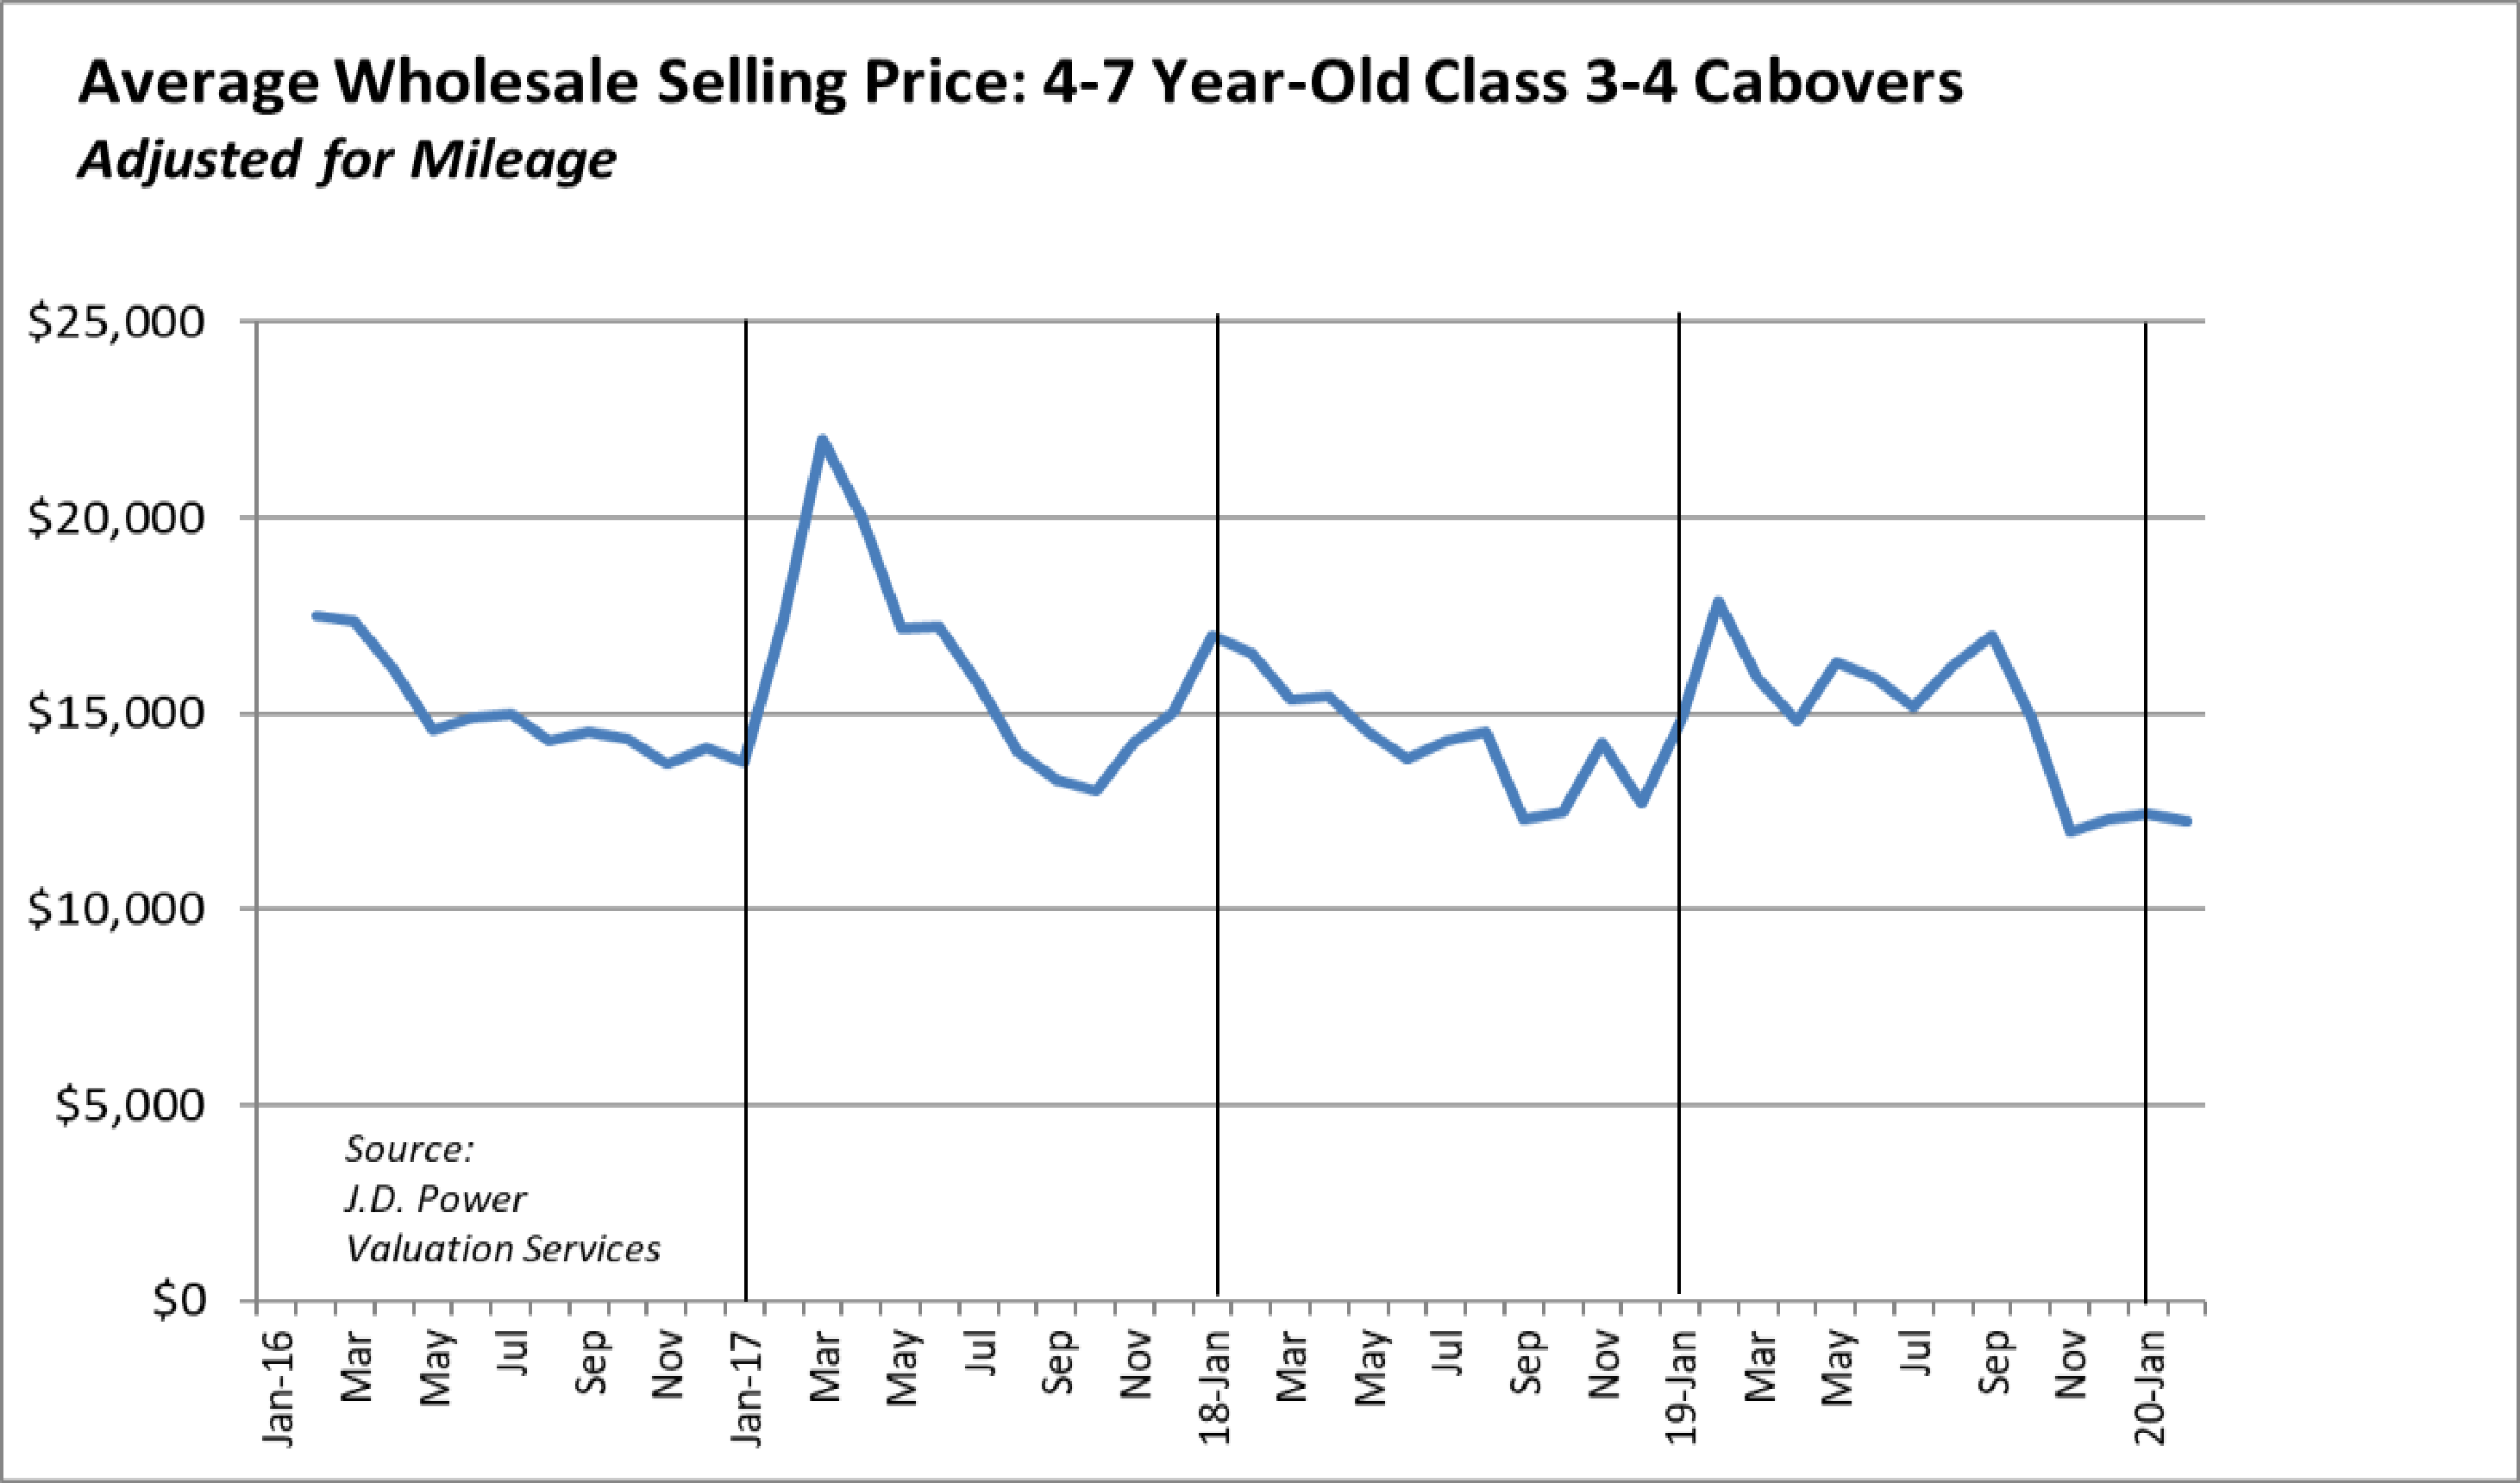 Average Wholesale Selling Price: 4-7 Year-Old Class 3-4 Cabovers
Adjusted for Mileage
$25,000
$20,000
$15,000
$10,000
$5,000
$0
Source:
J.D. Power
Valuation Services
Jan-16
Mar
May
Jul
Sep
Nov
Jan-17
Mar
May
Jul
Sep
Nov
18-Jan
Mar
May
Jul
Sep
Nov
19-Jan
Mar
May
Jul
Sep
Nov
20-Jan